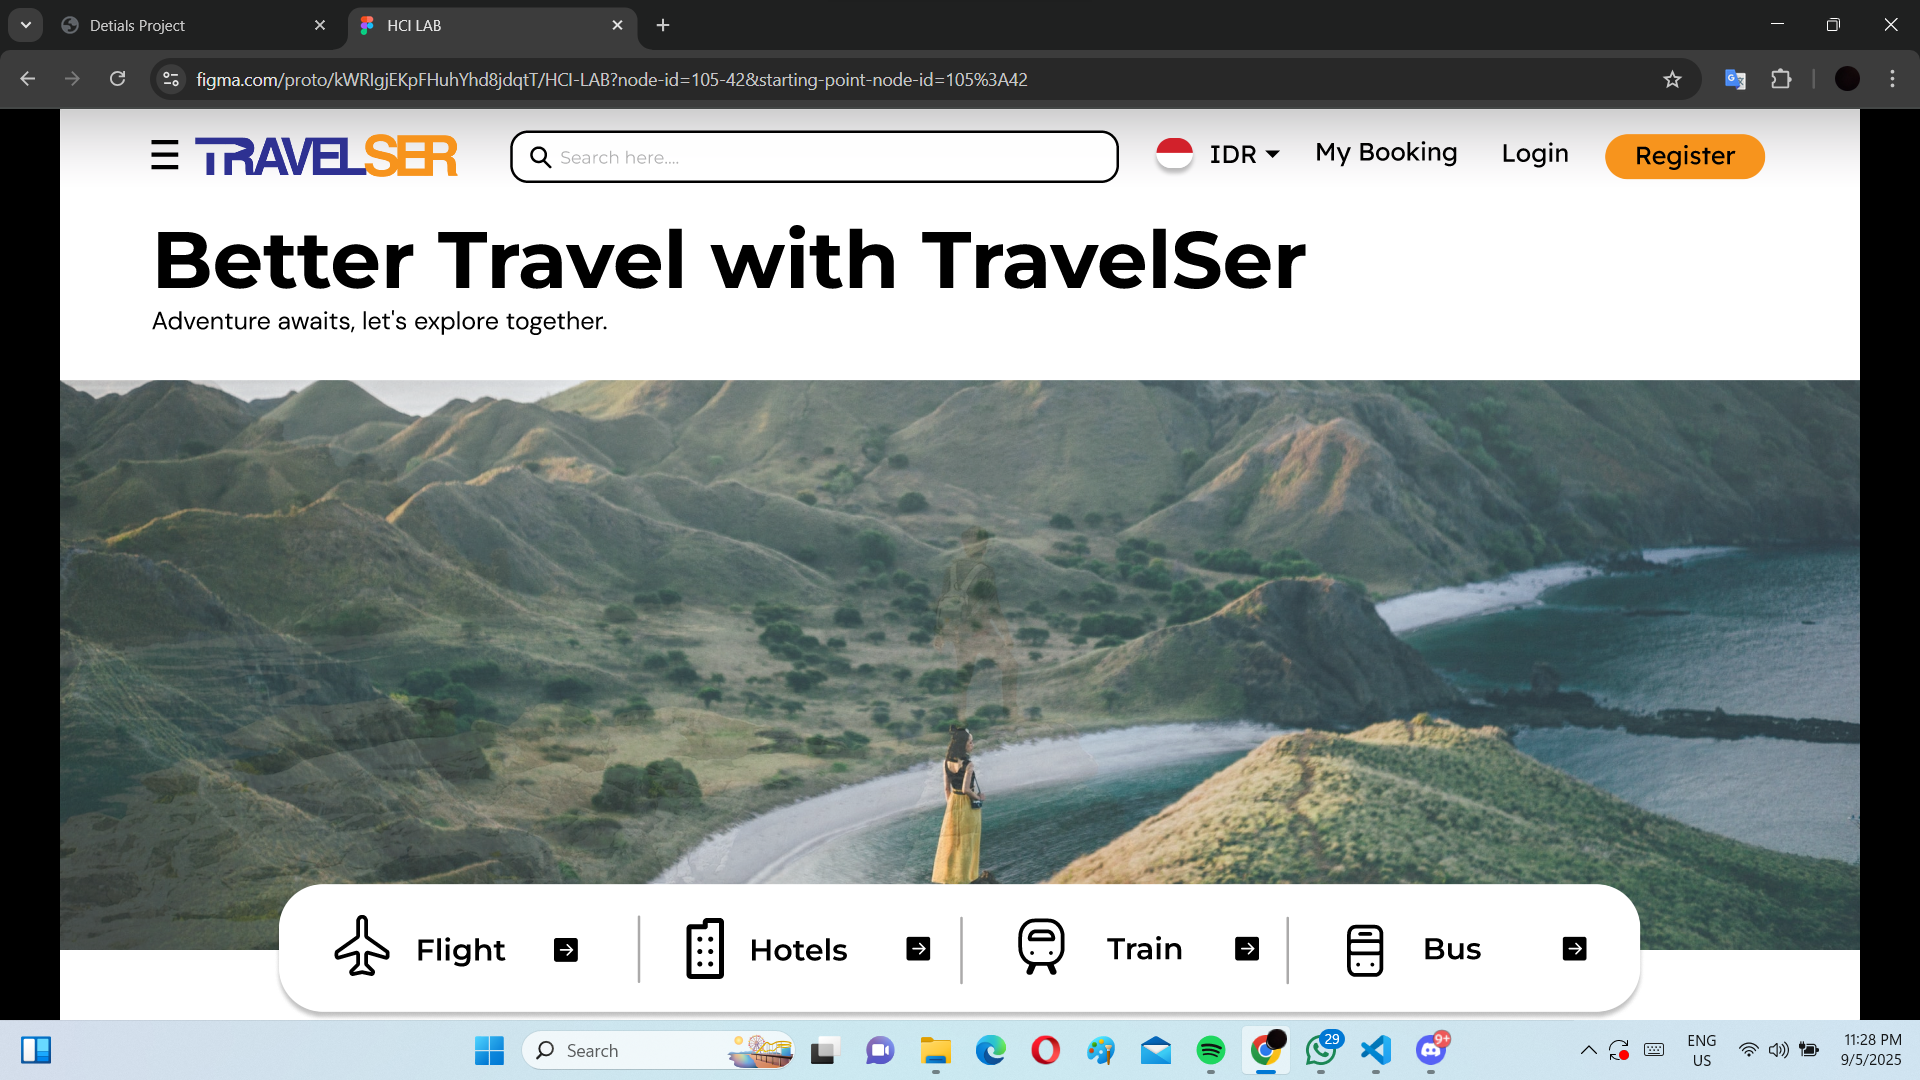 Detials Project
HCI LAB
figma.com/proto/kWRIgjEKpFHuhYhd8jdqtT/HCI-LAB?node-id=105-42&starting-point-node-id=105%3A42
TRAVELSER
Search here....
IDR
My Booking
Login
Register
Better Travel with TravelSer
Adventure awaits, let's explore together.
Flight
Hotels
Train
Bus
Search
29
9+
ENG
US
11:28 PM
9/5/2025